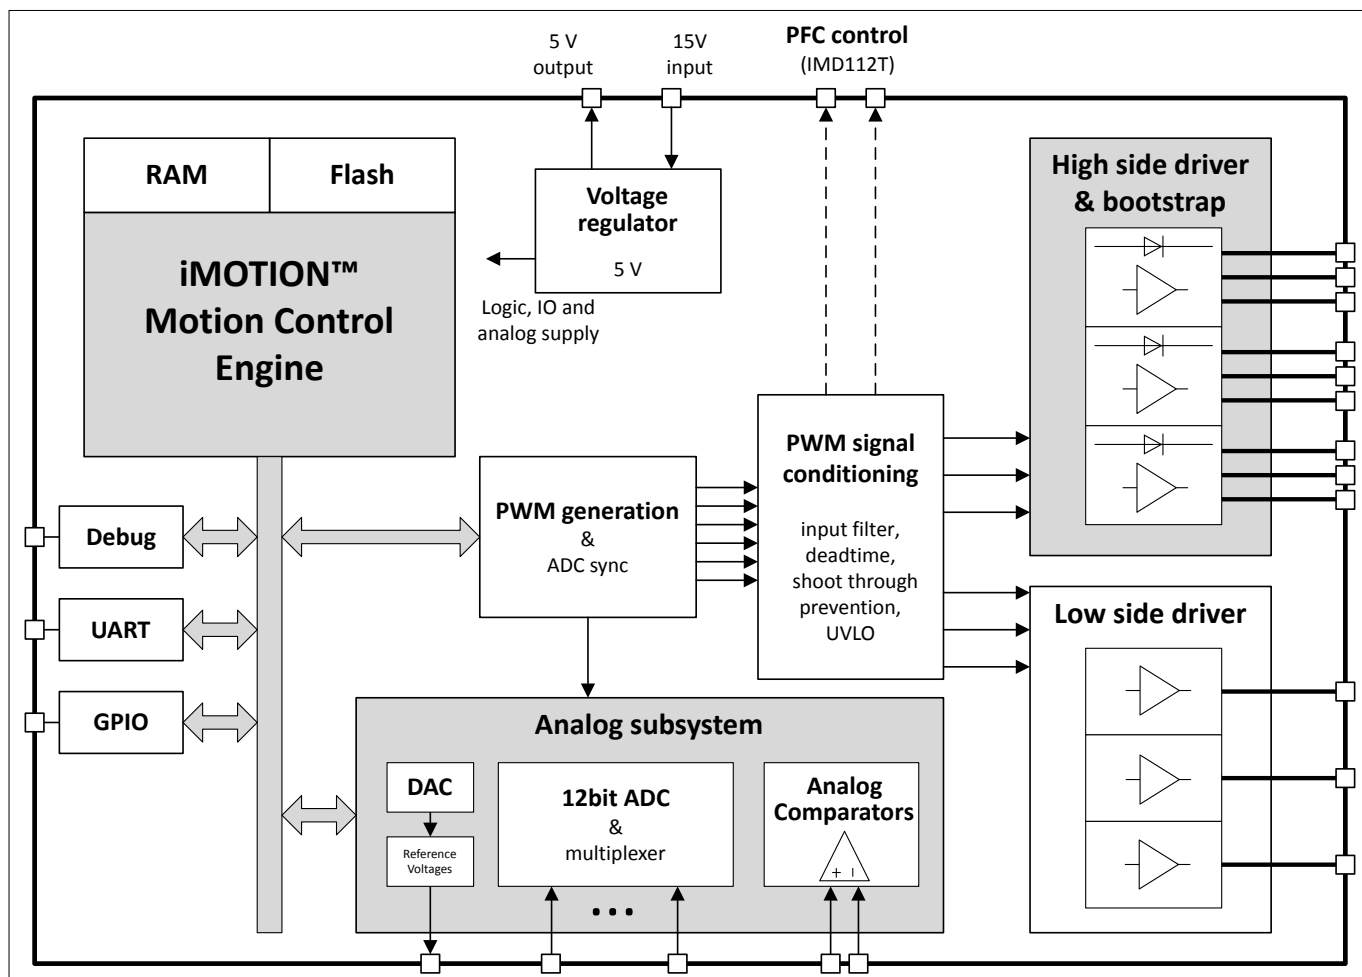 5 V
output
15V
input
PFC control
(IMD112T)
RAM
Flash
iMOTION™
Motion Control
Engine
Voltage
regulator
5 V
Logic, IO and
analog supply
High side driver
& bootstrap
PWM generation
&
ADC sync
PWM signal
conditioning
input filter,
deadtime,
shoot through
prevention,
UVLO
Debug
UART
GPIO
Low side driver
Analog subsystem
DAC
Reference
Voltages
12bit ADC
&
multiplexer
Analog
Comparators
+ –
...